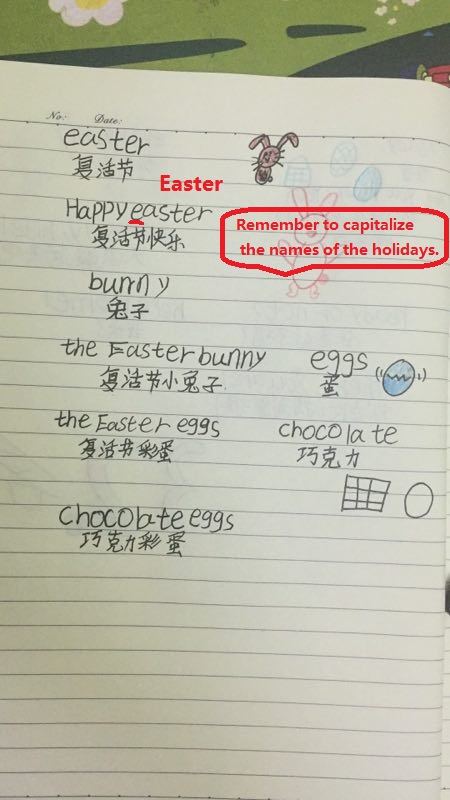 No: Date:
easter
复活节
Easter
Happy easter
复活节快乐
Remember to capitalize
the names of the holidays.
bunny
兔子
the Easter bunny
复活节小兔子
eggs
蛋
the Easter eggs
复活节彩蛋
chocolate
巧克力
chocolate eggs
巧克力彩蛋